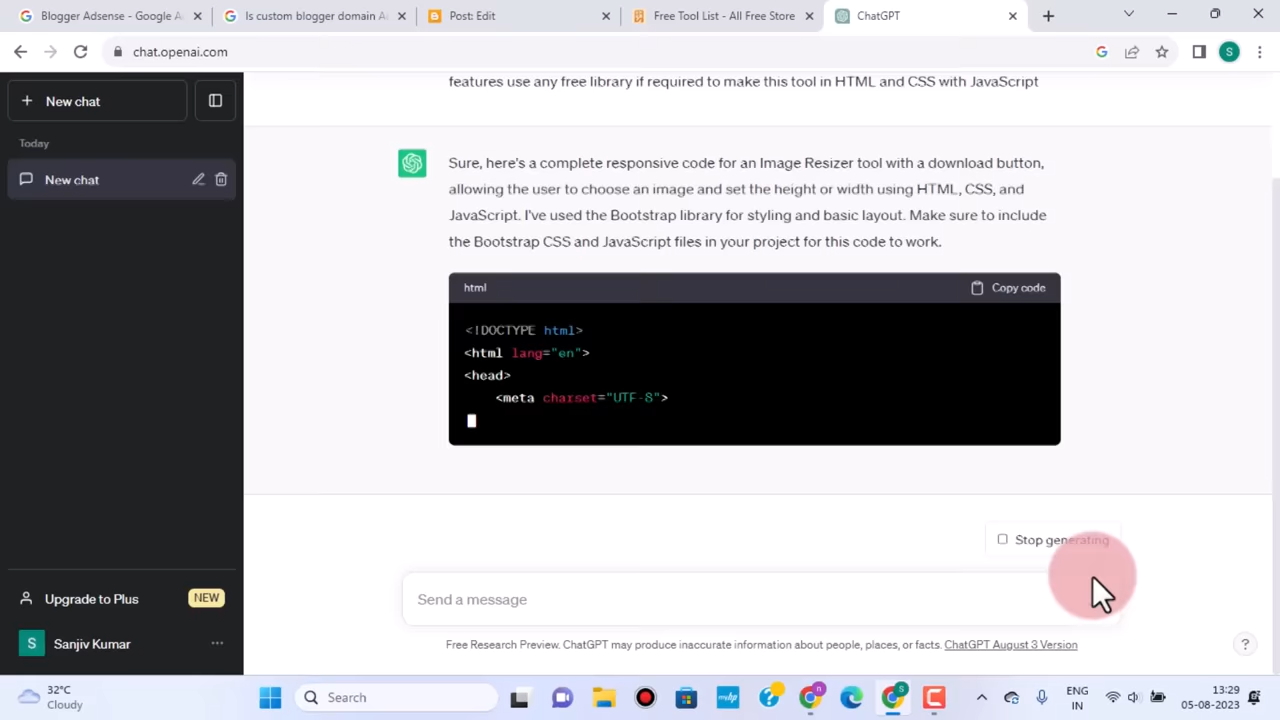 Blogger Adsense - Google A
Is custom blogger domain A
Post: Edit
Free Tool List - All Free Store
ChatGPT
chat.openai.com
S
New chat
Today
New chat
Upgrade to Plus
NEW
S
Sanjiv Kumar
features use any free library if required to make this tool in HTML and CSS with JavaScript
Sure, here's a complete responsive code for an Image Resizer tool with a download button,
allowing the user to choose an image and set the height or width using HTML, CSS, and
JavaScript. I've used the Bootstrap library for styling and basic layout. Make sure to include
the Bootstrap CSS and JavaScript files in your project for this code to work.
html
Copy code
<!DOCTYPE html>
<html lang="en">
<head>
<meta charset="UTF-8">
Stop generating
Send a message
Free Research Preview. ChatGPT may produce inaccurate information about people, places, or facts. ChatGPT August 3 Version
?
32°C
Cloudy
Search
myhp
n
S
ENG
IN
13:29
05-08-2023